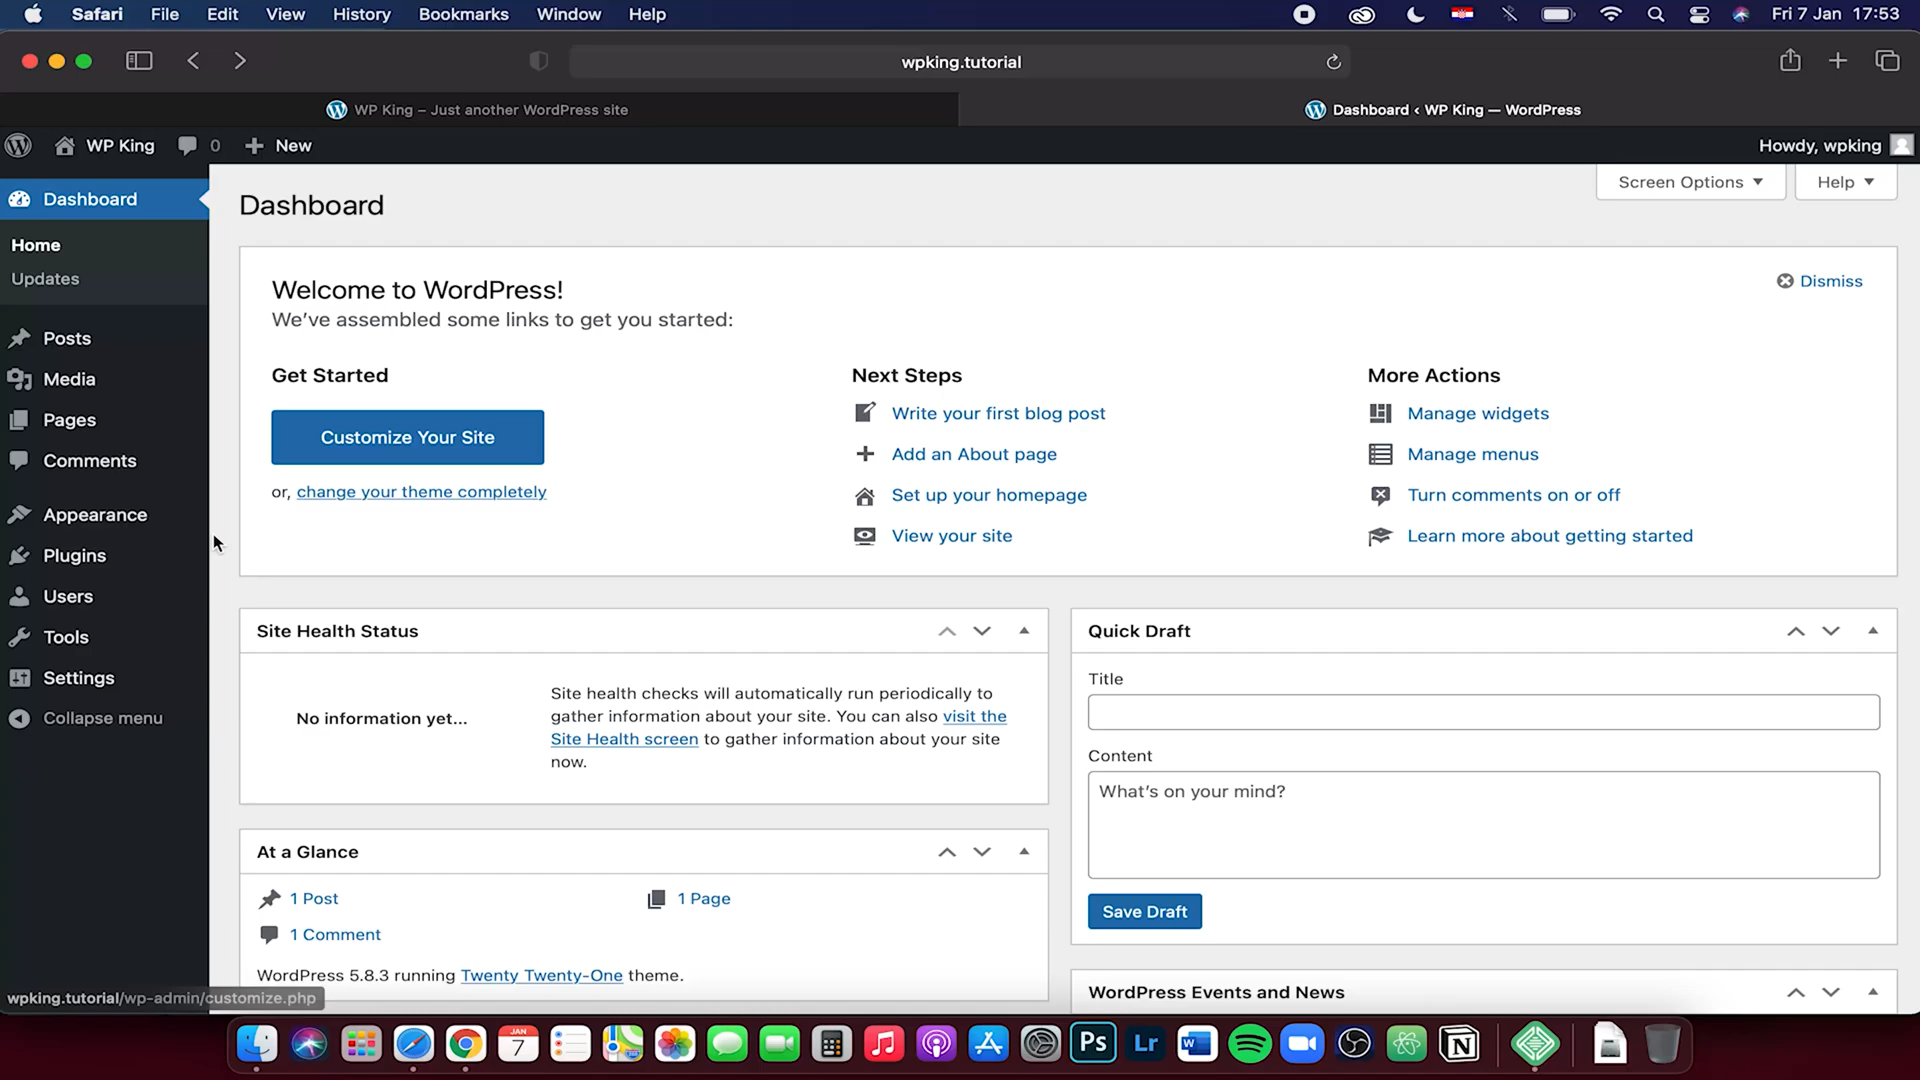 Safari File Edit View History Bookmarks Window Help Fri 7 Jan 17:53
wpking.tutorial
WP King – Just another WordPress site
Dashboard ‹ WP King — WordPress
WP King 0 New Howdy, wpking
Dashboard
Home
Updates
Posts
Media
Pages
Comments
Appearance
Plugins
Users
Tools
Settings
Collapse menu
Screen Options Help
Dashboard
Welcome to WordPress!
We've assembled some links to get you started:
Dismiss
Get Started
Customize Your Site
or, change your theme completely
Next Steps
Write your first blog post
Add an About page
Set up your homepage
View your site
More Actions
Manage widgets
Manage menus
Turn comments on or off
Learn more about getting started
Site Health Status
No information yet...
Site health checks will automatically run periodically to
gather information about your site. You can also visit the
Site Health screen to gather information about your site
now.
At a Glance
1 Post
1 Page
1 Comment
WordPress 5.8.3 running Twenty Twenty-One theme.
Quick Draft
Title
Content
What's on your mind?
Save Draft
WordPress Events and News
wpking.tutorial/wp-admin/customize.php
JAN
7
Ps
Lr
W
N